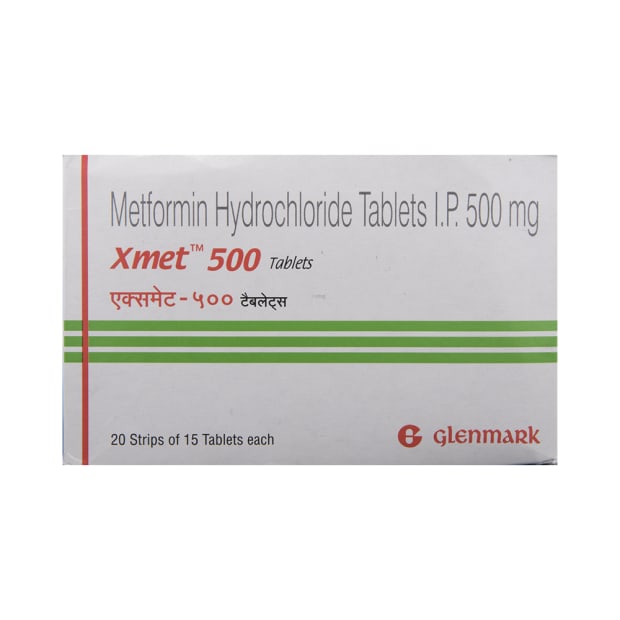 Metformin Hydrochloride Tablets I.P. 500 mg
Xmet™ 500 Tablets
एक्समेट - ५०० टैबलेट्स
20 Strips of 15 Tablets each
glenmark